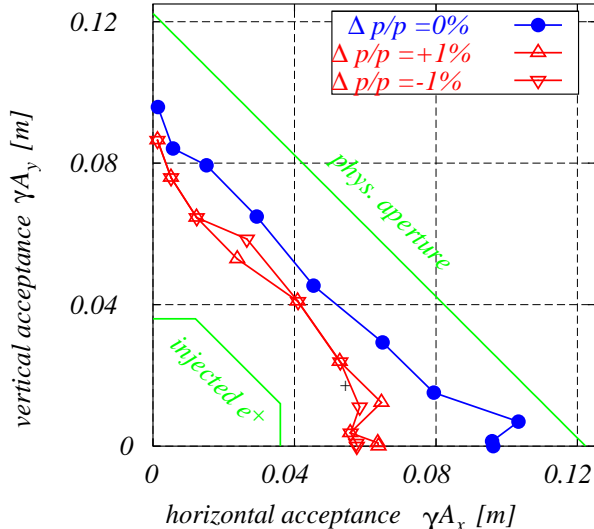 0.12
Δ p/p =0%
Δ p/p =+1%
Δ p/p =-1%
vertical acceptance γA_y [m]
0.08
phys. aperture
0.04
injected e+
0
0 0.04 0.08 0.12
horizontal acceptance γA_x [m]